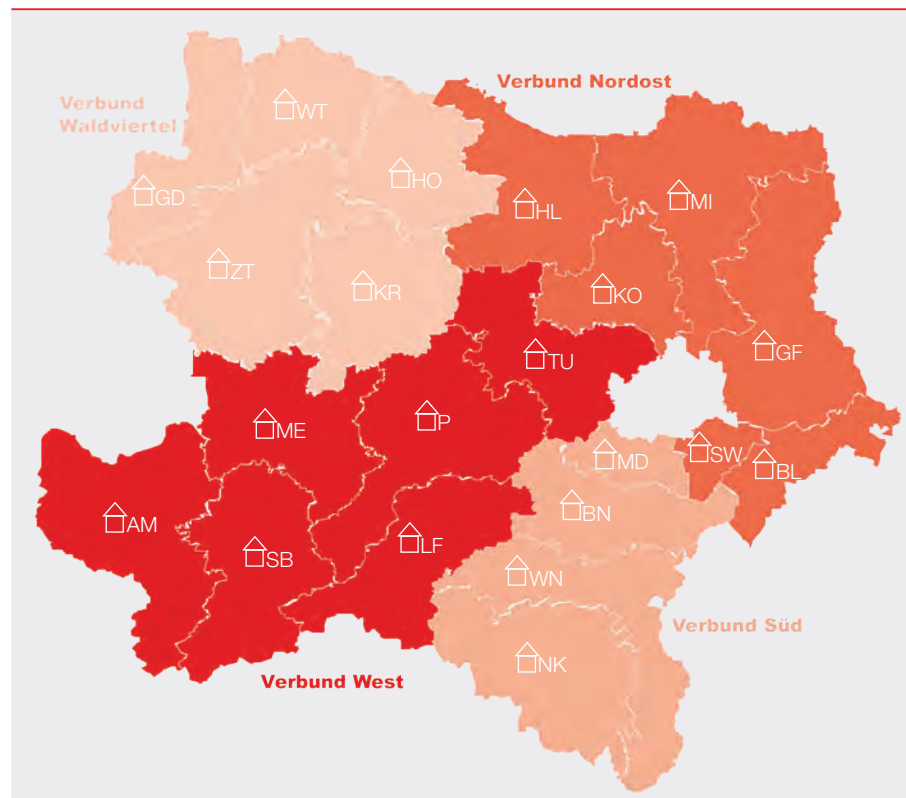 Verbund Nordost
Verbund
Waldviertel
WT
HO
GD
HL
MI
ZT
KR
KO
TU
GF
ME
P
MD
SW
BL
AM
BN
SB
LF
WN
Verbund Süd
NK
Verbund West